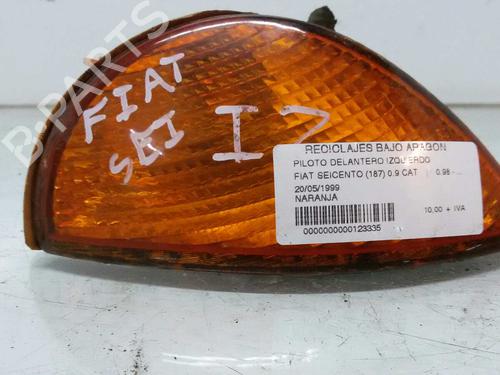 B-PARTS
FIAT
SEI
IZ
RECICLAJES BAJO ARAGON
PILOTO DELANTERO IZQUIERDO
FIAT SEICENTO (187) 0.9 CAT | 0.98 - ...
20/05/1999
NARANJA
10,00 + IVA
0000000000123335